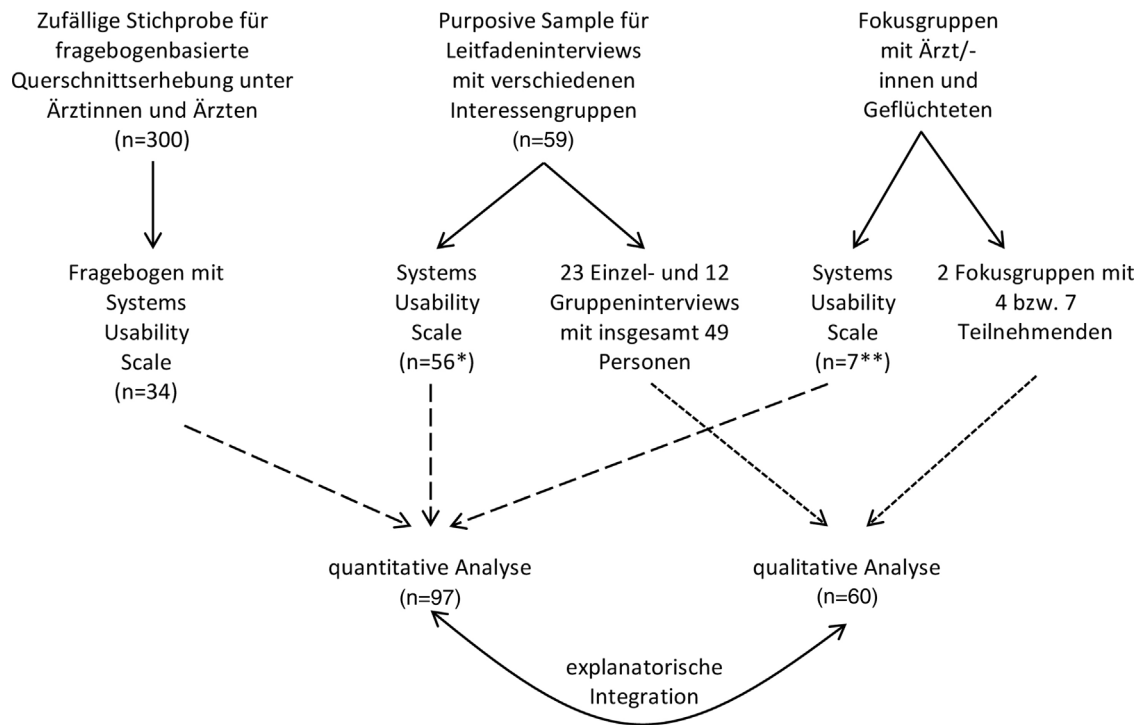 Zufällige Stichprobe für
fragebogenbasierte
Querschnittserhebung unter
Ärztinnen und Ärzten
(n=300)
Purposive Sample für
Leitfadeninterviews
mit verschiedenen
Interessengruppen
(n=59)
Fokusgruppen
mit Ärzt/-
innen und
Geflüchteten
Fragebogen mit
Systems
Usability
Scale
(n=34)
Systems
Usability
Scale
(n=56*)
23 Einzel- und 12
Gruppeninterviews
mit insgesamt 49
Personen
Systems
Usability
Scale
(n=7**)
2 Fokusgruppen mit
4 bzw. 7
Teilnehmenden
quantitative Analyse
(n=97)
qualitative Analyse
(n=60)
explanatorische
Integration